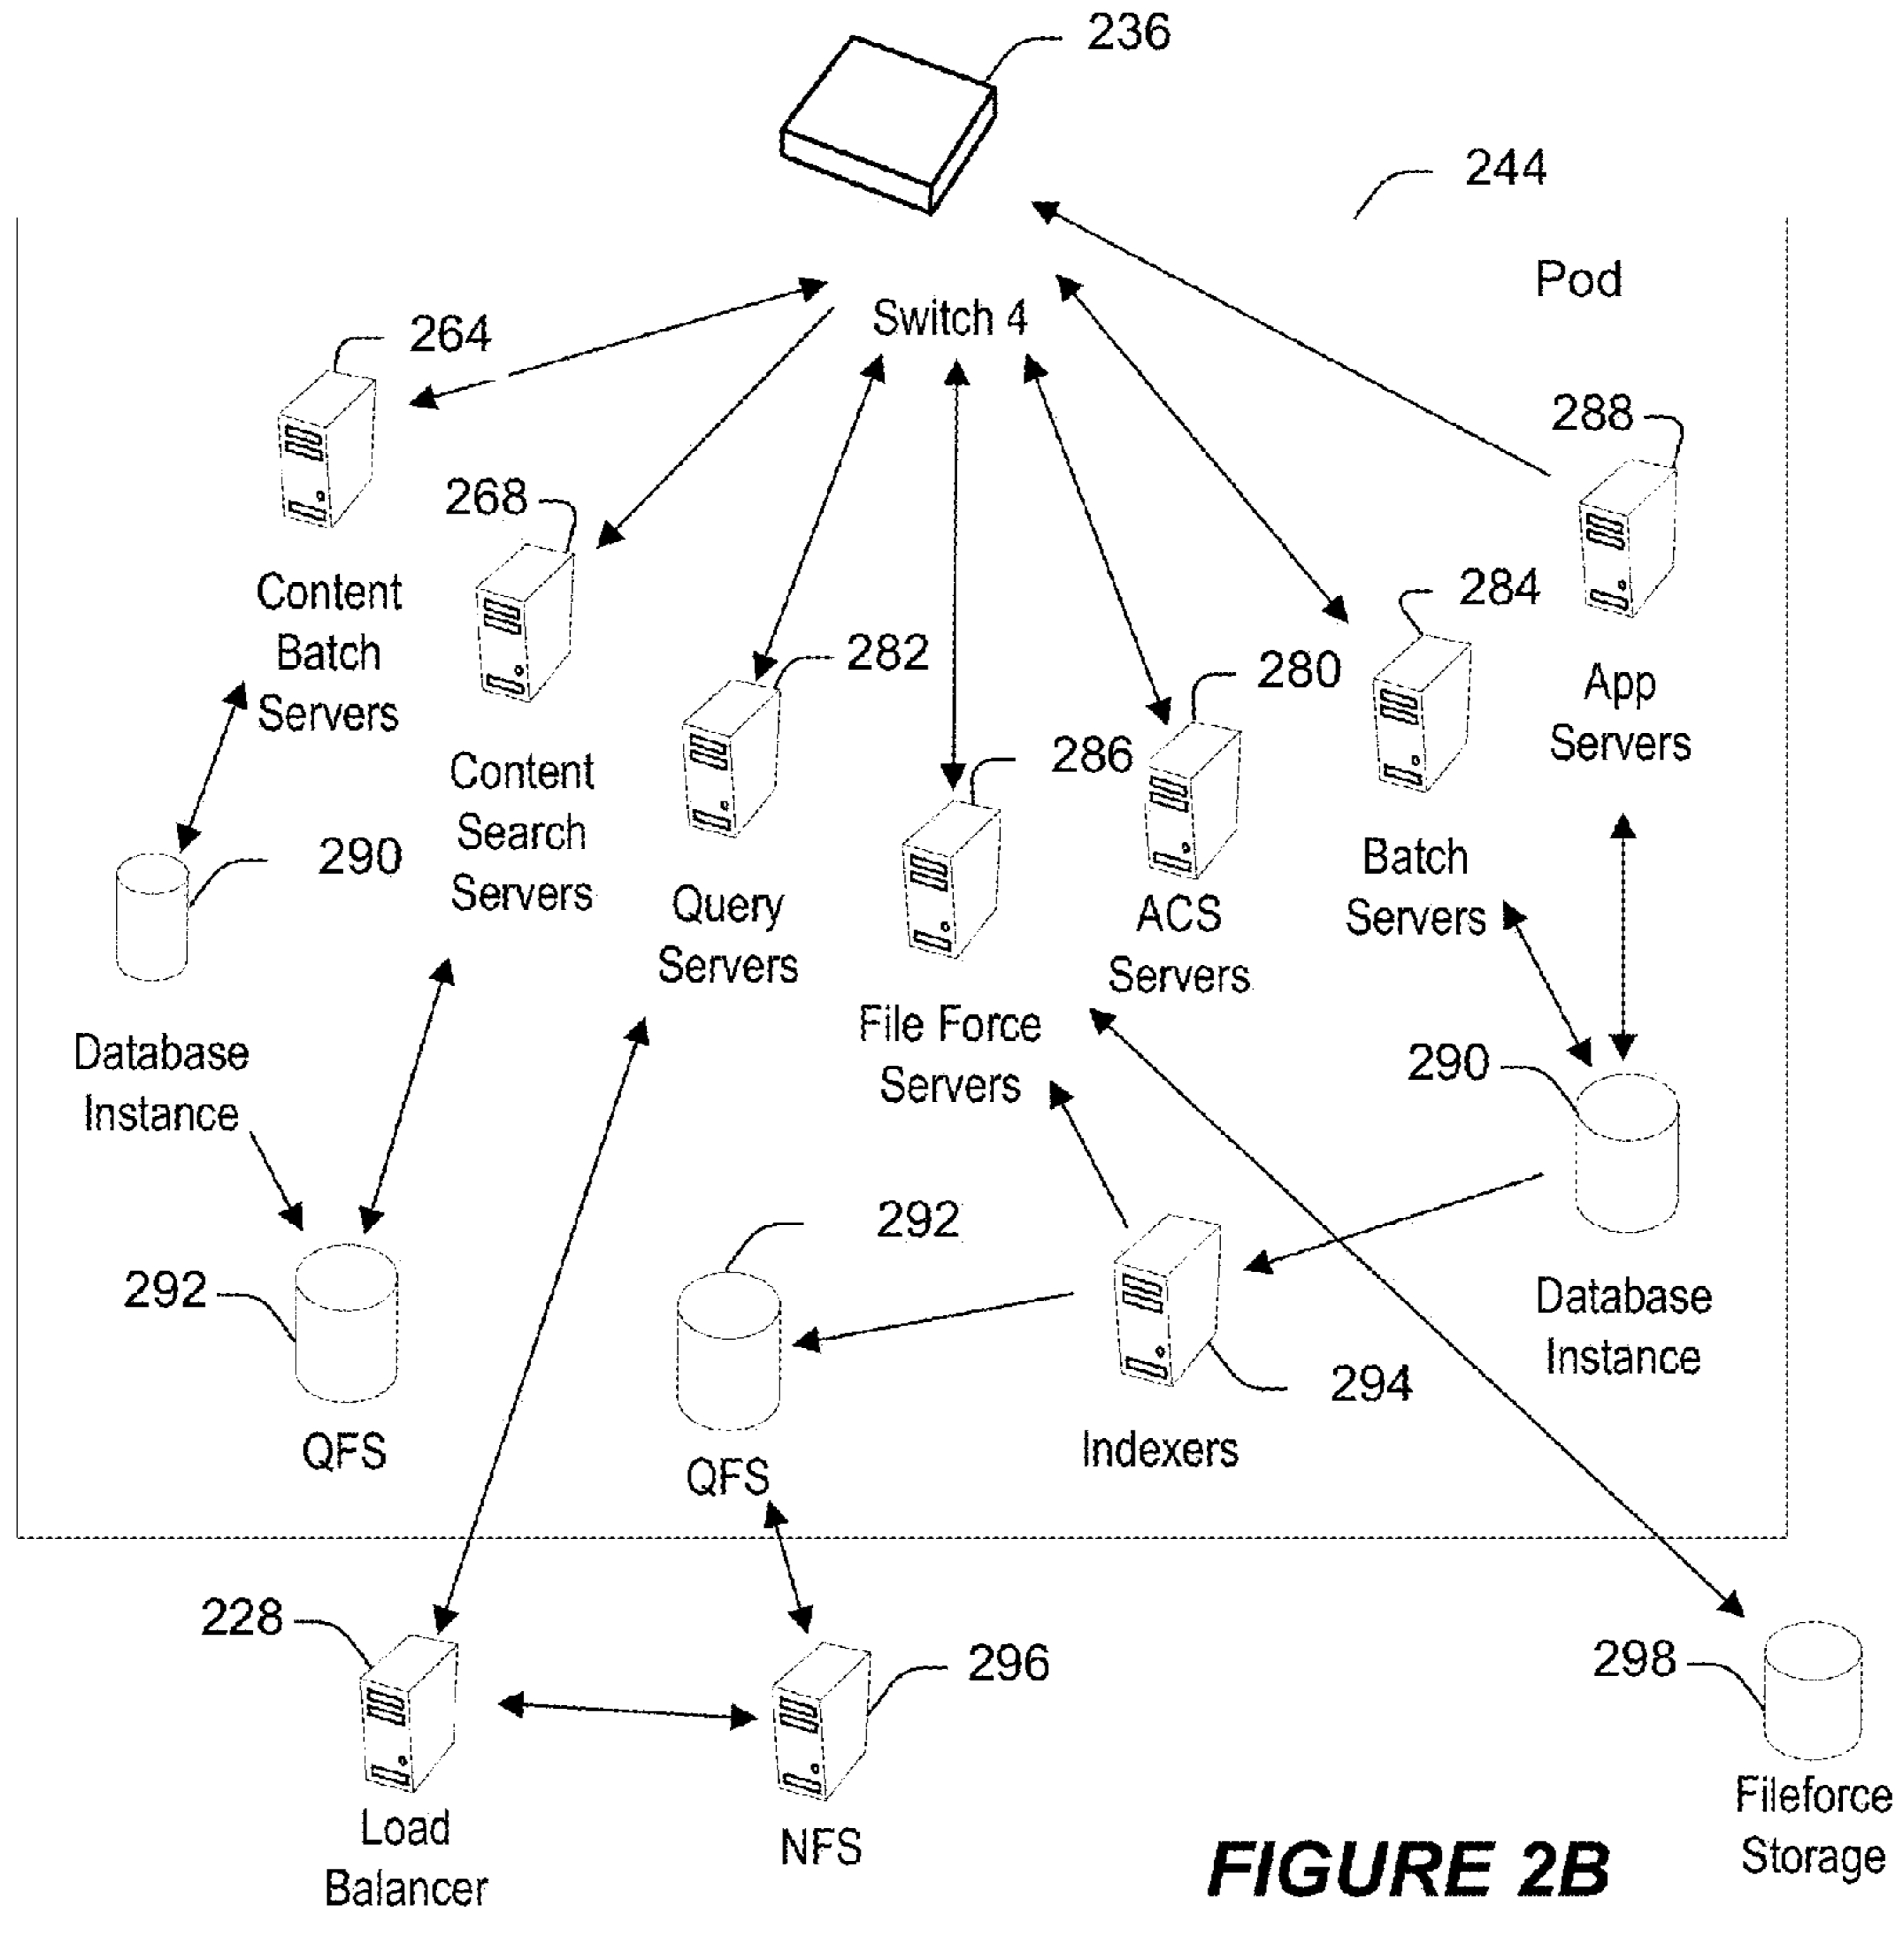 236
244
Pod
Switch 4
264
288
268
Content
Batch
Servers
284
282
280
App
Servers
Content
Search
Servers
286
290
Batch
Servers
Query
Servers
ACS
Servers
File Force
Servers
Database
Instance
290
292
292
Database
Instance
294
QFS
QFS
Indexers
228
296
298
Load
Balancer
NFS
Fileforce
Storage
FIGURE 2B